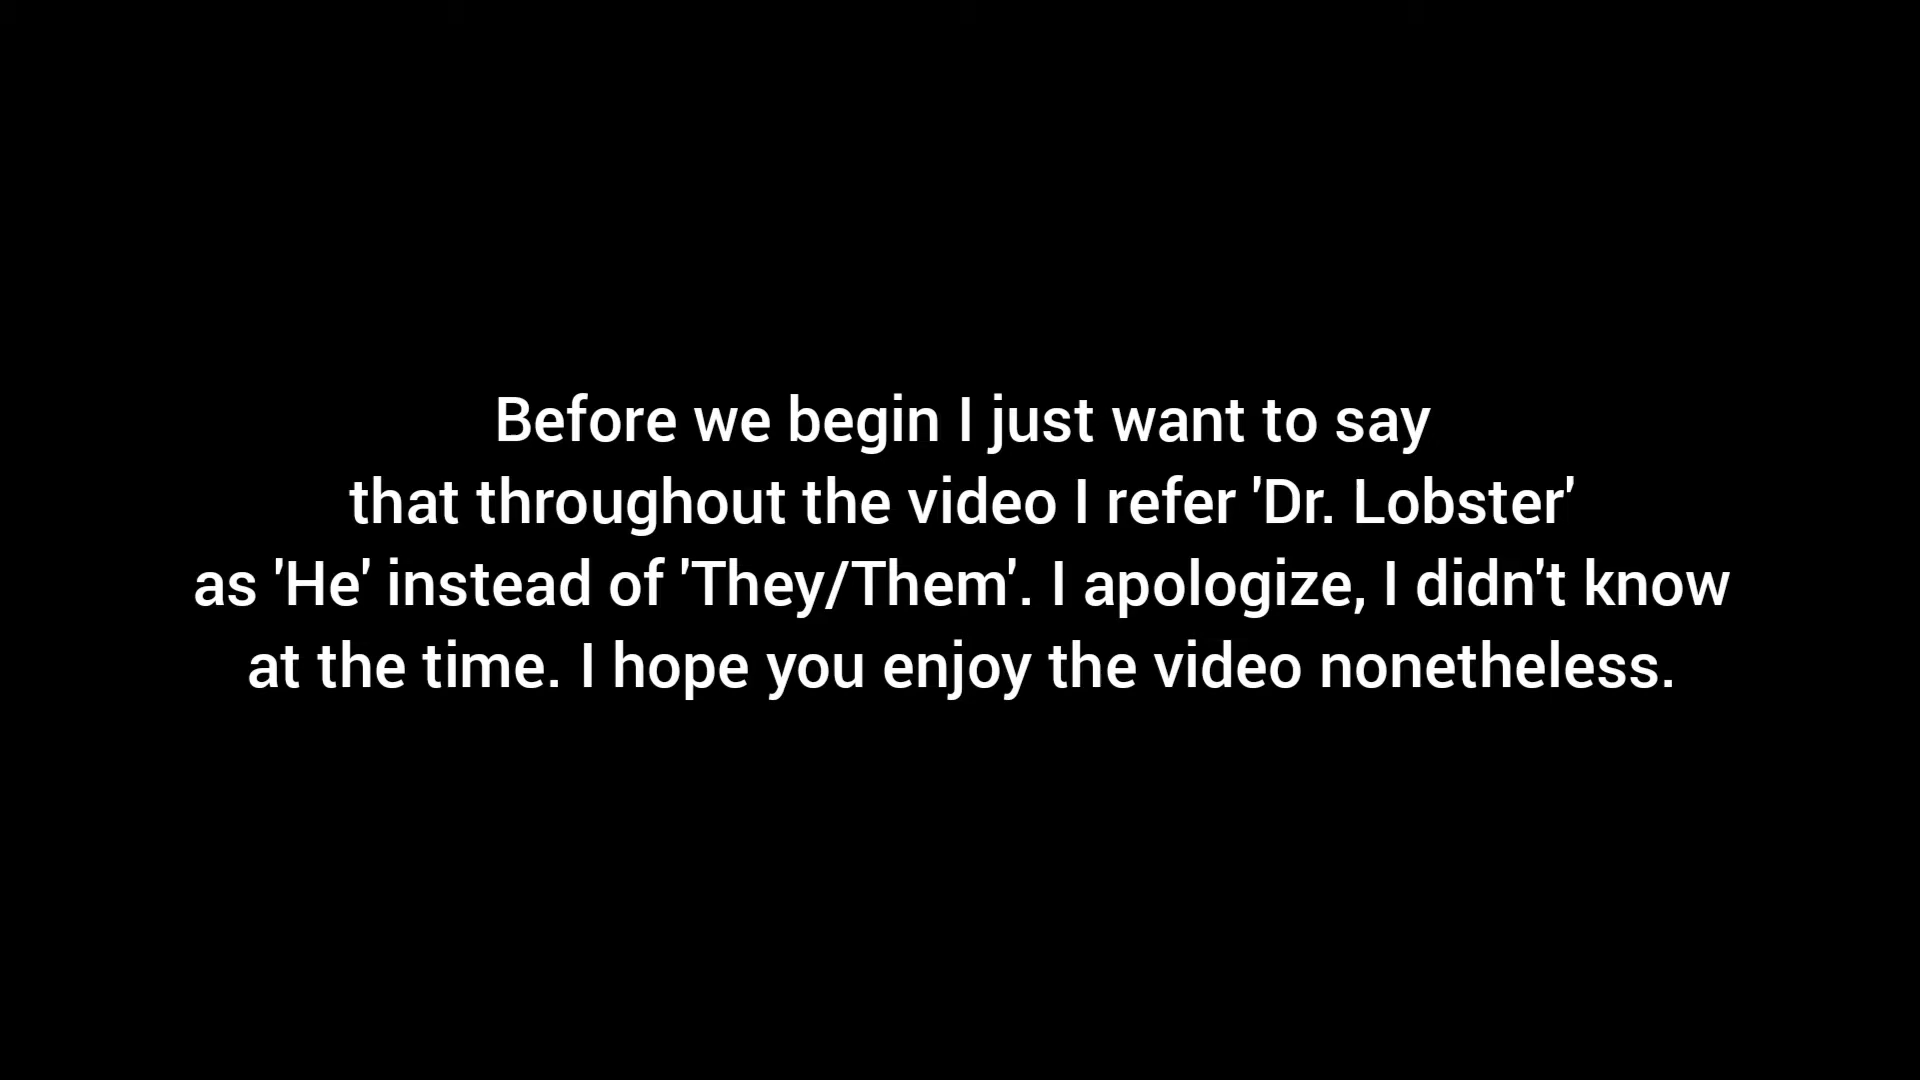 Before we begin I just want to say
that throughout the video I refer 'Dr. Lobster'
as 'He' instead of 'They/Them'. I apologize, I didn't know
at the time. I hope you enjoy the video nonetheless.